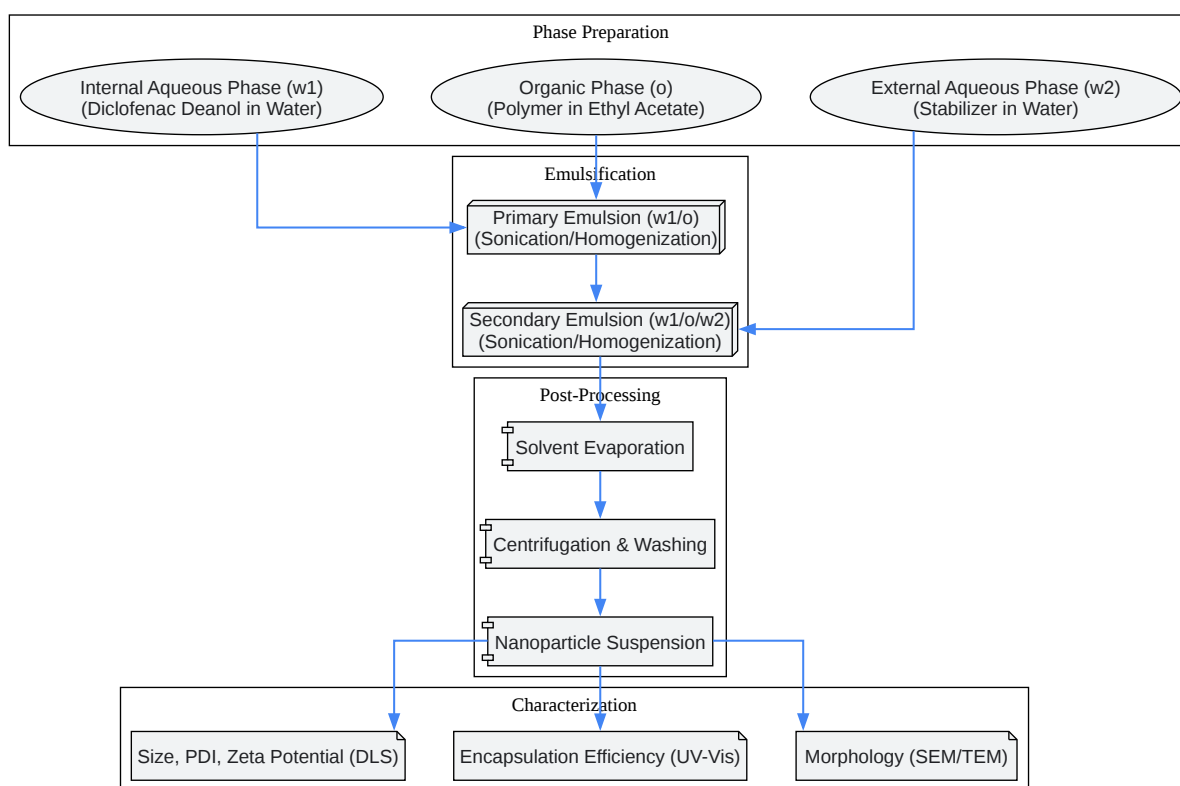 Phase Preparation
Internal Aqueous Phase (w1)
(Diclofenac Deanol in Water)
Organic Phase (o)
(Polymer in Ethyl Acetate)
External Aqueous Phase (w2)
(Stabilizer in Water)
Emulsification
Primary Emulsion (w1/o)
(Sonication/Homogenization)
Secondary Emulsion (w1/o/w2)
(Sonication/Homogenization)
Post-Processing
Solvent Evaporation
Centrifugation & Washing
Nanoparticle Suspension
Characterization
Size, PDI, Zeta Potential (DLS)
Encapsulation Efficiency (UV-Vis)
Morphology (SEM/TEM)